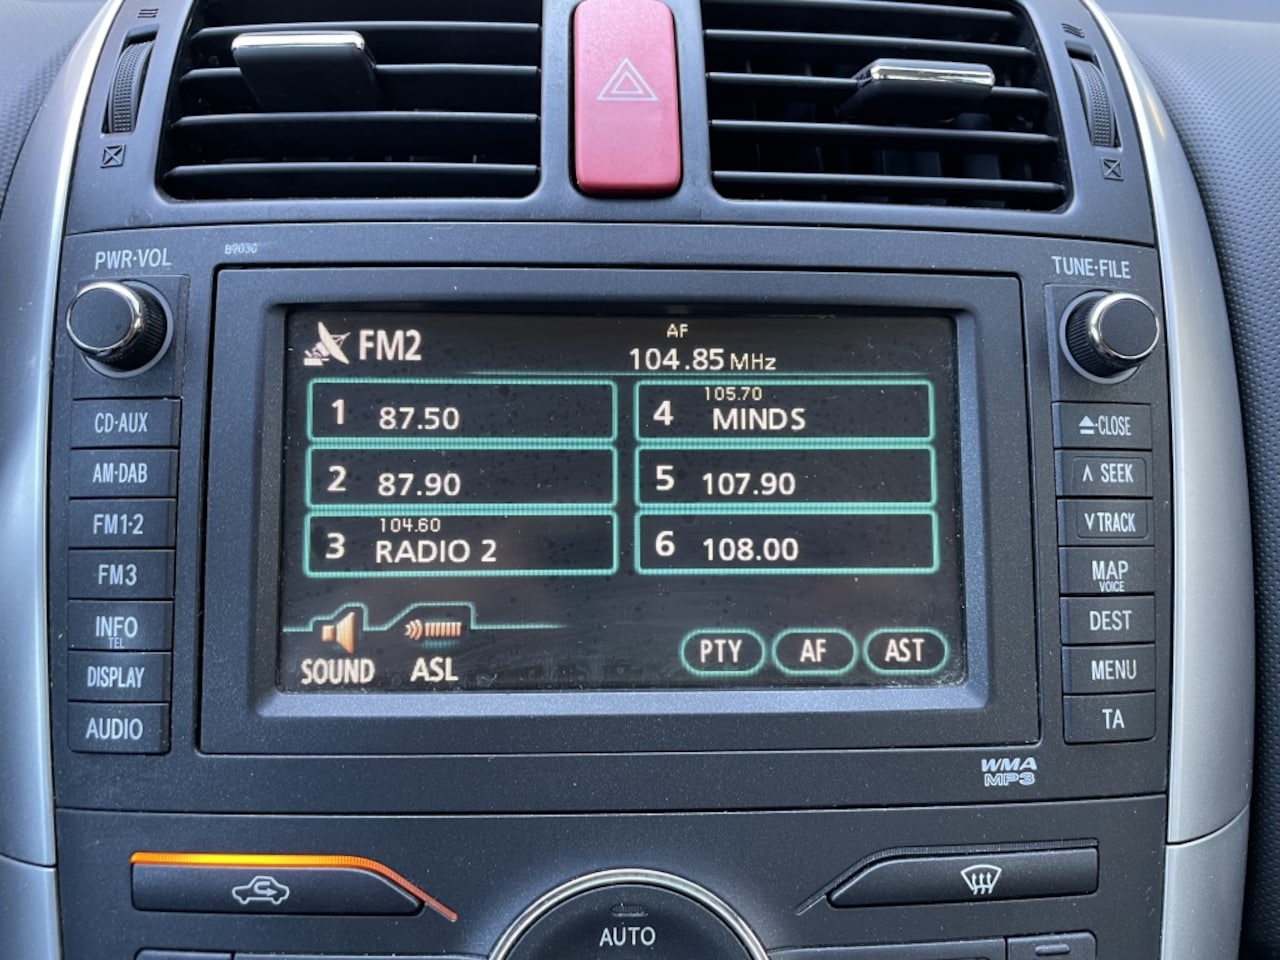 PWR·VOL
B9030
TUNE·FILE
FM2
AF
104.85 MHz
1 87.50
2 87.90
3 104.60
RADIO 2
4 105.70
MINDS
5 107.90
6 108.00
SOUND
ASL
PTY
AF
AST
CD·AUX
AM·DAB
FM1·2
FM3
INFO
TEL
DISPLAY
AUDIO
CLOSE
SEEK
TRACK
MAP
VOICE
DEST
MENU
TA
WMA
MP3
AUTO